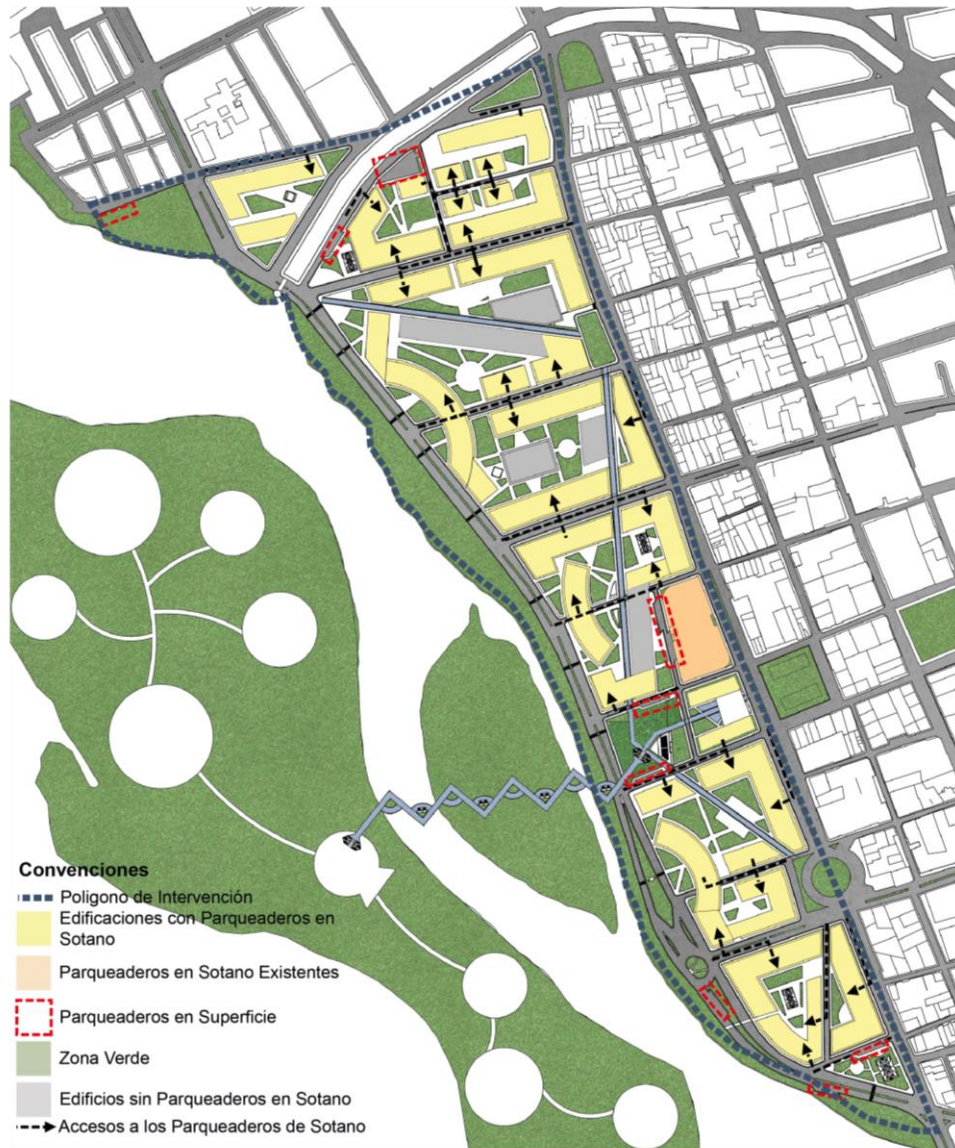 Convenciones
Poligono de Intervención
Edificaciones con Parqueaderos en
Sotano
Parqueaderos en Sotano Existentes
Parqueaderos en Superficie
Zona Verde
Edificios sin Parqueaderos en Sotano
Accesos a los Parqueaderos de Sotano